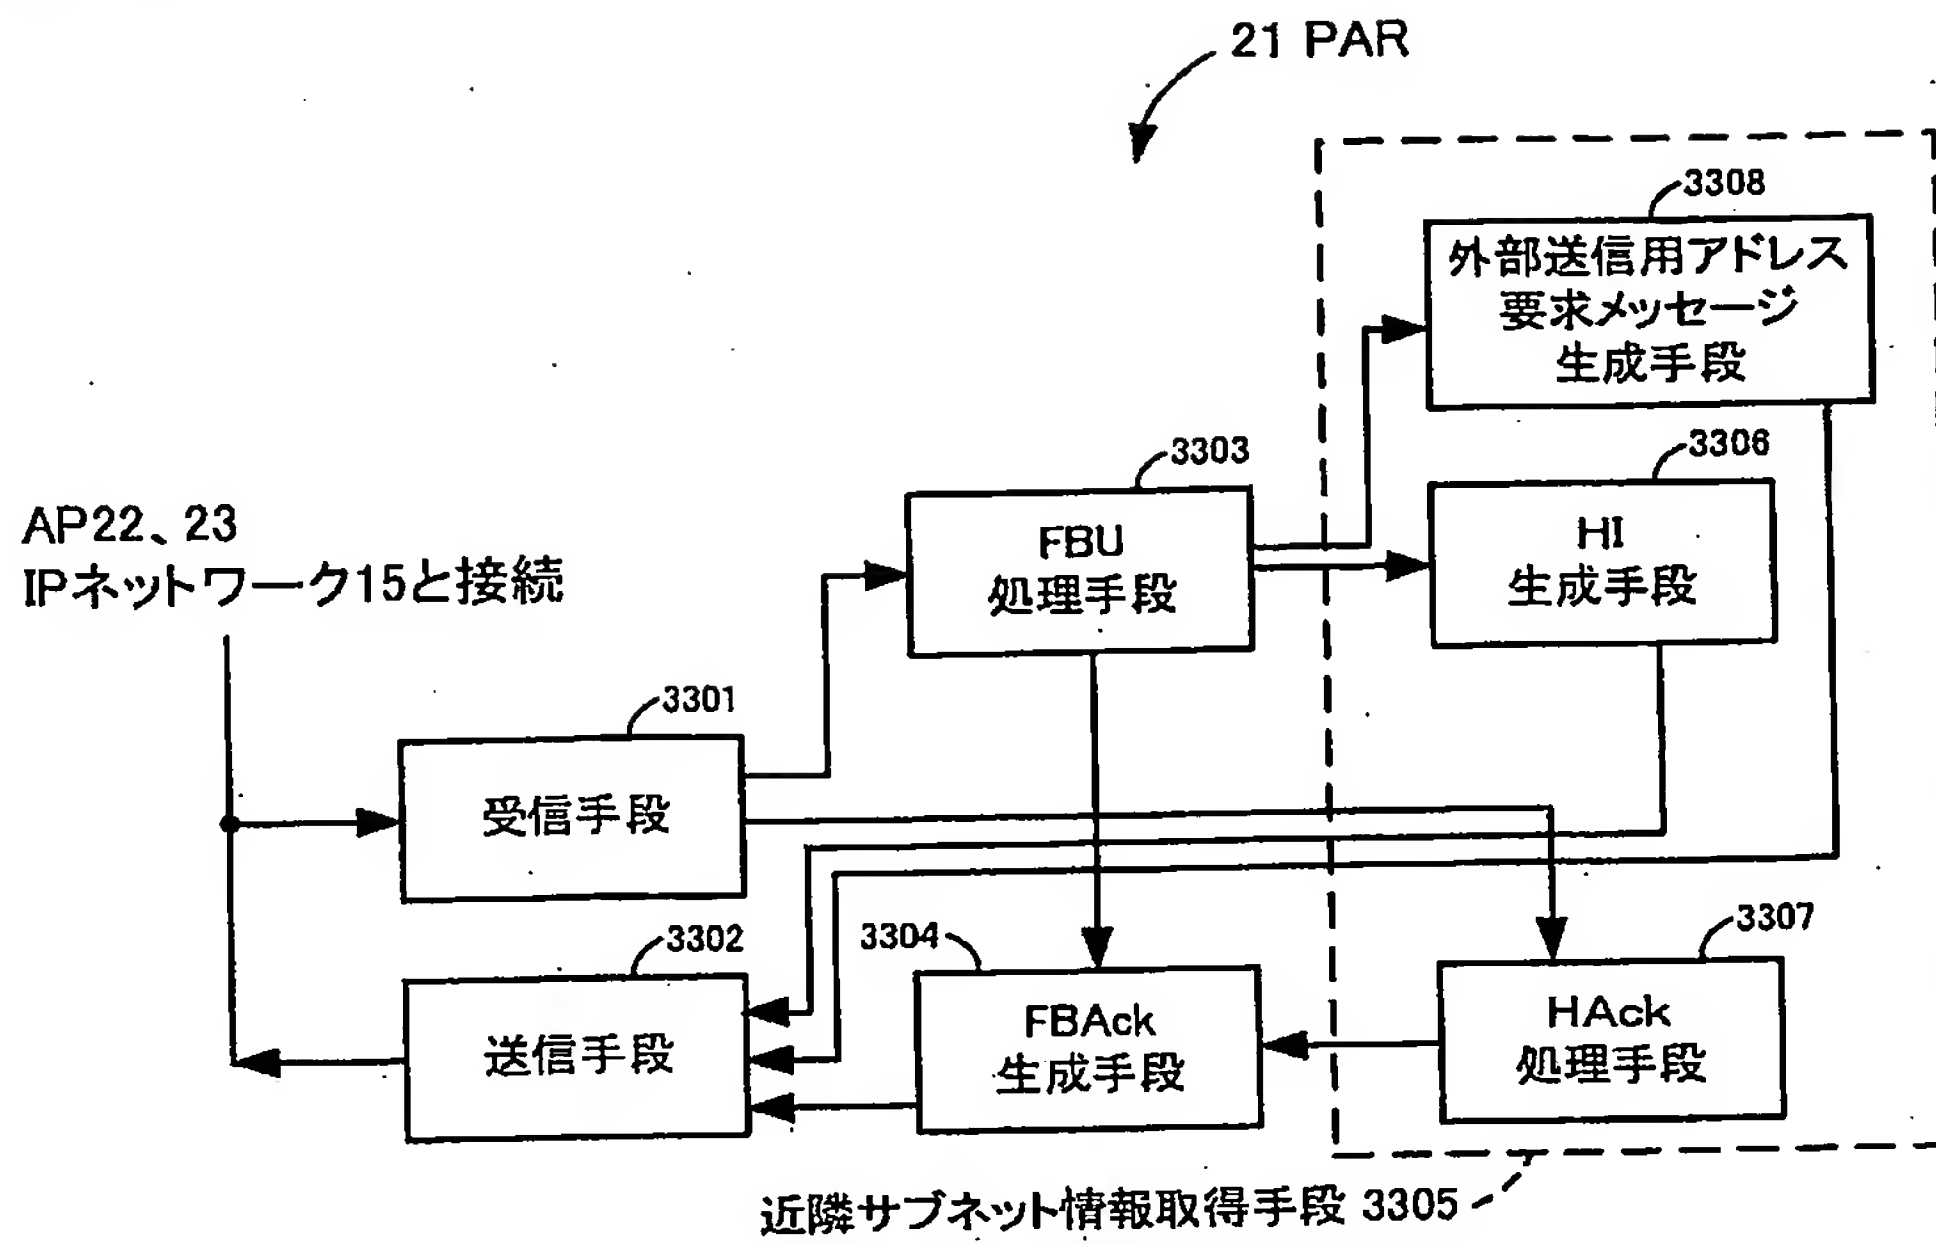 21 PAR
3308
外部送信用アドレス
要求メッセージ
生成手段
3303
3306
AP22、23
IPネットワーク15と接続
FBU
処理手段
HI
生成手段
3301
受信手段
3302
3304
3307
送信手段
FBAck
生成手段
HAck
処理手段
近隣サブネット情報取得手段 3305